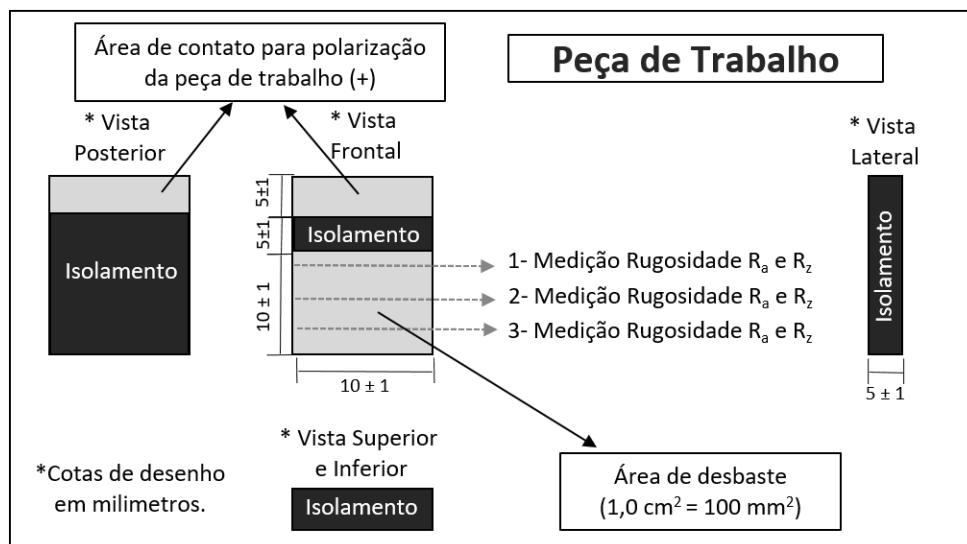 Área de contato para polarização
da peça de trabalho (+)
Peça de Trabalho
* Vista
Posterior
* Vista
Frontal
* Vista
Lateral
5±1
5±1
10 ± 1
Isolamento
Isolamento
Isolamento
1- Medição Rugosidade Ra e Rz
2- Medição Rugosidade Ra e Rz
3- Medição Rugosidade Ra e Rz
10 ± 1
5 ± 1
* Vista Superior
e Inferior
Isolamento
*Cotas de desenho
em milimetros.
Área de desbaste
(1,0 cm² = 100 mm²)